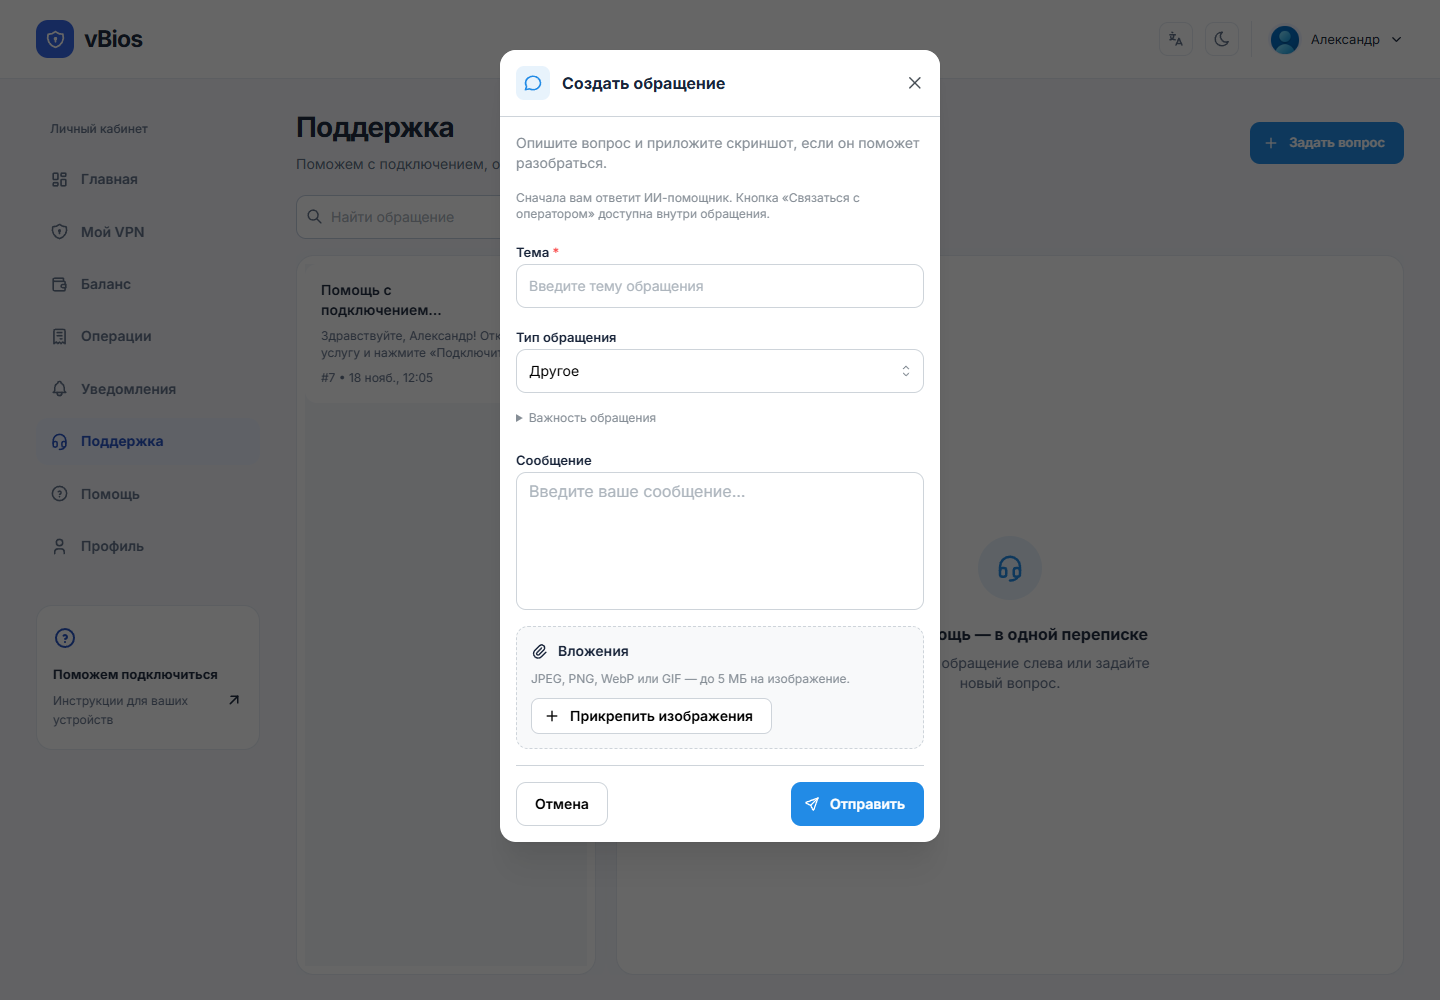 vBios
Александр
Личный кабинет
Главная
Мой VPN
Баланс
Операции
Уведомления
Поддержка
Помощь
Профиль
Поможем подключиться
Инструкции для ваших
устройств
Поддержка
Поможем с подключением,
Задать вопрос
Найти обращение
Помощь с
подключением...
Здравствуйте, Александр!
услугу и нажмите
#7 • 18 нояб., 12:05
— в одной переписке
обращение слева или задайте
новый вопрос.
Создать обращение
Опишите вопрос и приложите скриншот, если он поможет
разобраться.
Сначала вам ответит ИИ-помощник. Кнопка «Связаться с
оператором» доступна внутри обращения.
Тема *
Введите тему обращения
Тип обращения
Другое
Важность обращения
Сообщение
Введите ваше сообщение...
Вложения
JPEG, PNG, WebP или GIF — до 5 МБ на изображение.
Прикрепить изображения
Отмена
Отправить